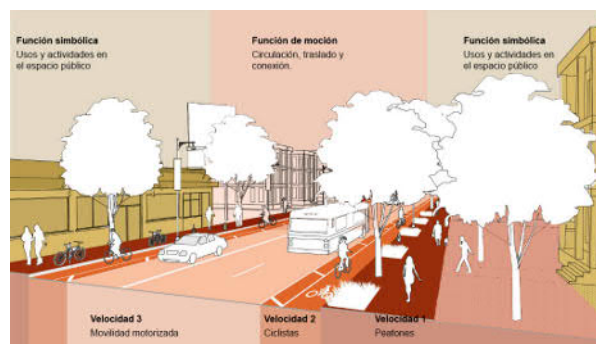 Función simbólica
Usos y actividades en
el espacio público
Función de moción
Circulación, traslado y
conexión.
Función simbólica
Usos y actividades en
el espacio público
Velocidad 3
Movilidad motorizada
Velocidad 2
Ciclistas
Velocidad 1
Peatones